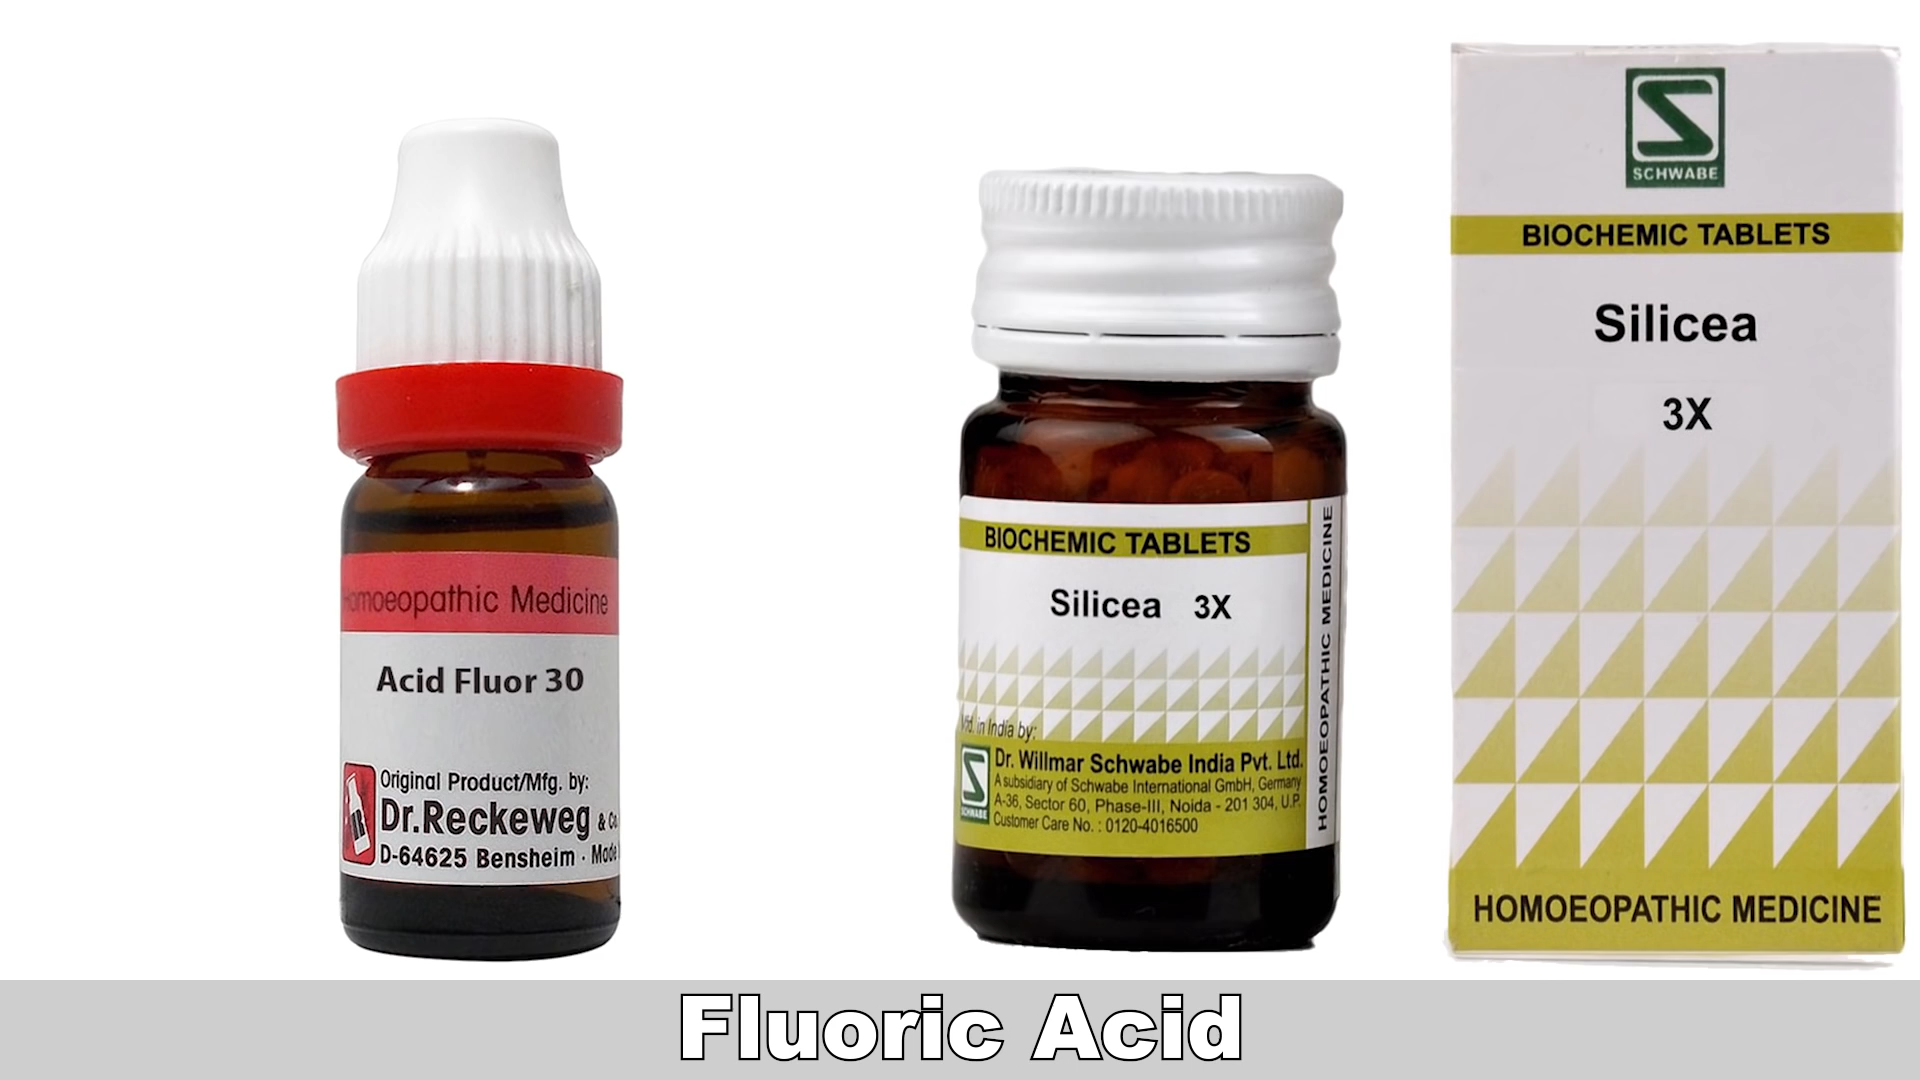 Homoeopathic Medicine
Acid Fluor 30
Original Product/Mfg. by:
Dr.Reckeweg & Co.
D-64625 Bensheim · Made
BIOCHEMIC TABLETS
Silicea 3X
Mfd. in India by:
Dr. Willmar Schwabe India Pvt. Ltd.
A subsidiary of Schwabe International GmbH, Germany
A-36, Sector 60, Phase-III, Noida - 201 304, U.P.
Customer Care No. : 0120-4016500
SCHWABE
HOMOEOPATHIC MEDICINE
SCHWABE
BIOCHEMIC TABLETS
Silicea
3X
HOMOEOPATHIC MEDICINE
Fluoric Acid